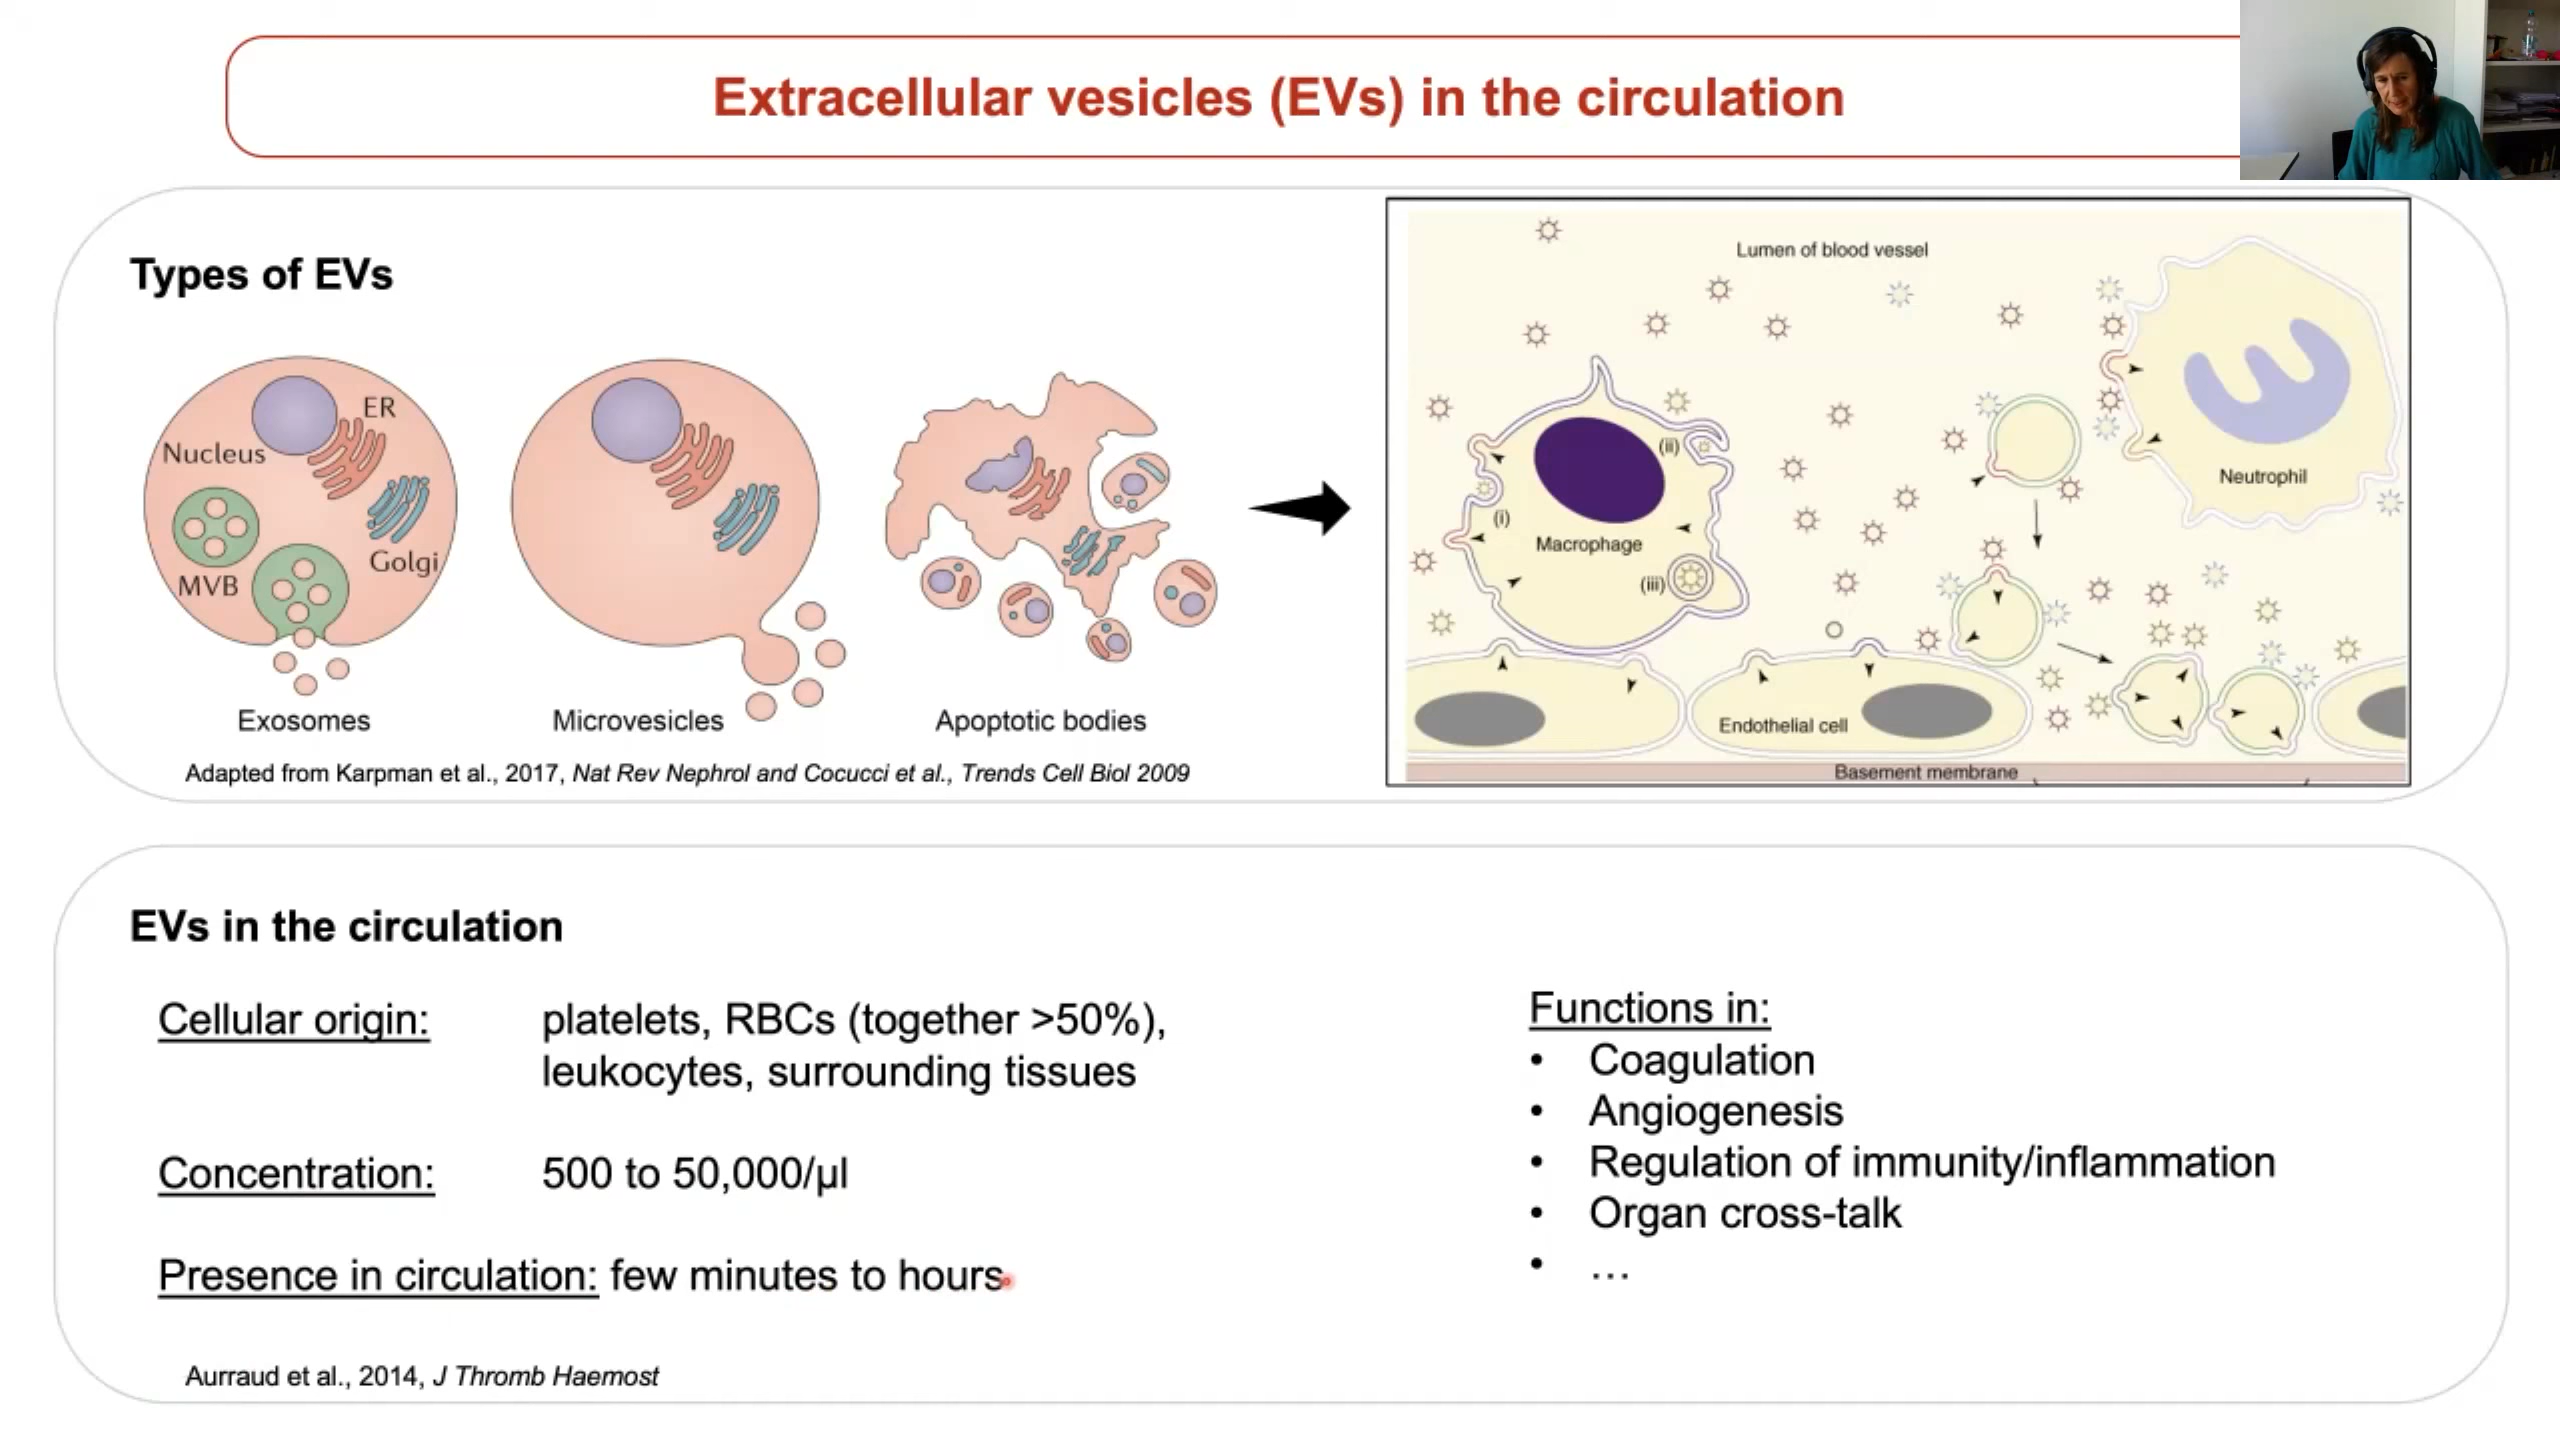 Extracellular vesicles (EVs) in the circulation
Types of EVs
ER
Nucleus
MVB
Golgi
Exosomes
Microvesicles
Apoptotic bodies
Adapted from Karpman et al., 2017, Nat Rev Nephrol and Cocucci et al., Trends Cell Biol 2009
Lumen of blood vessel
(ii)
(i)
Macrophage
(iii)
Neutrophil
Endothelial cell
Basement membrane
EVs in the circulation
Cellular origin: platelets, RBCs (together >50%),
leukocytes, surrounding tissues
Concentration: 500 to 50,000/µl
Presence in circulation: few minutes to hours
Aurraud et al., 2014, J Thromb Haemost
Functions in:
• Coagulation
• Angiogenesis
• Regulation of immunity/inflammation
• Organ cross-talk
• …